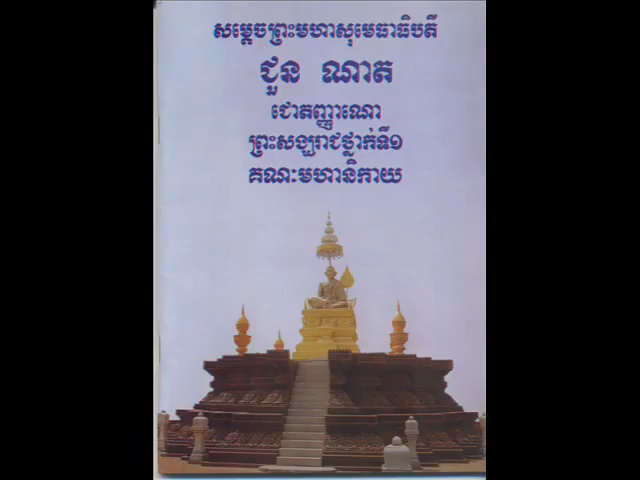 សម្ដេចព្រះមហាសុមេធាធិបតី
ជួន ណាត
ជោតញ្ញាណោ
ព្រះសង្ឃរាជថ្នាក់ទី១
គណៈមហានិកាយ